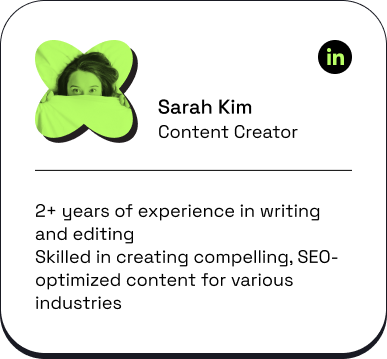 in
Sarah Kim
Content Creator
2+ years of experience in writing
and editing
Skilled in creating compelling, SEO-
optimized content for various
industries